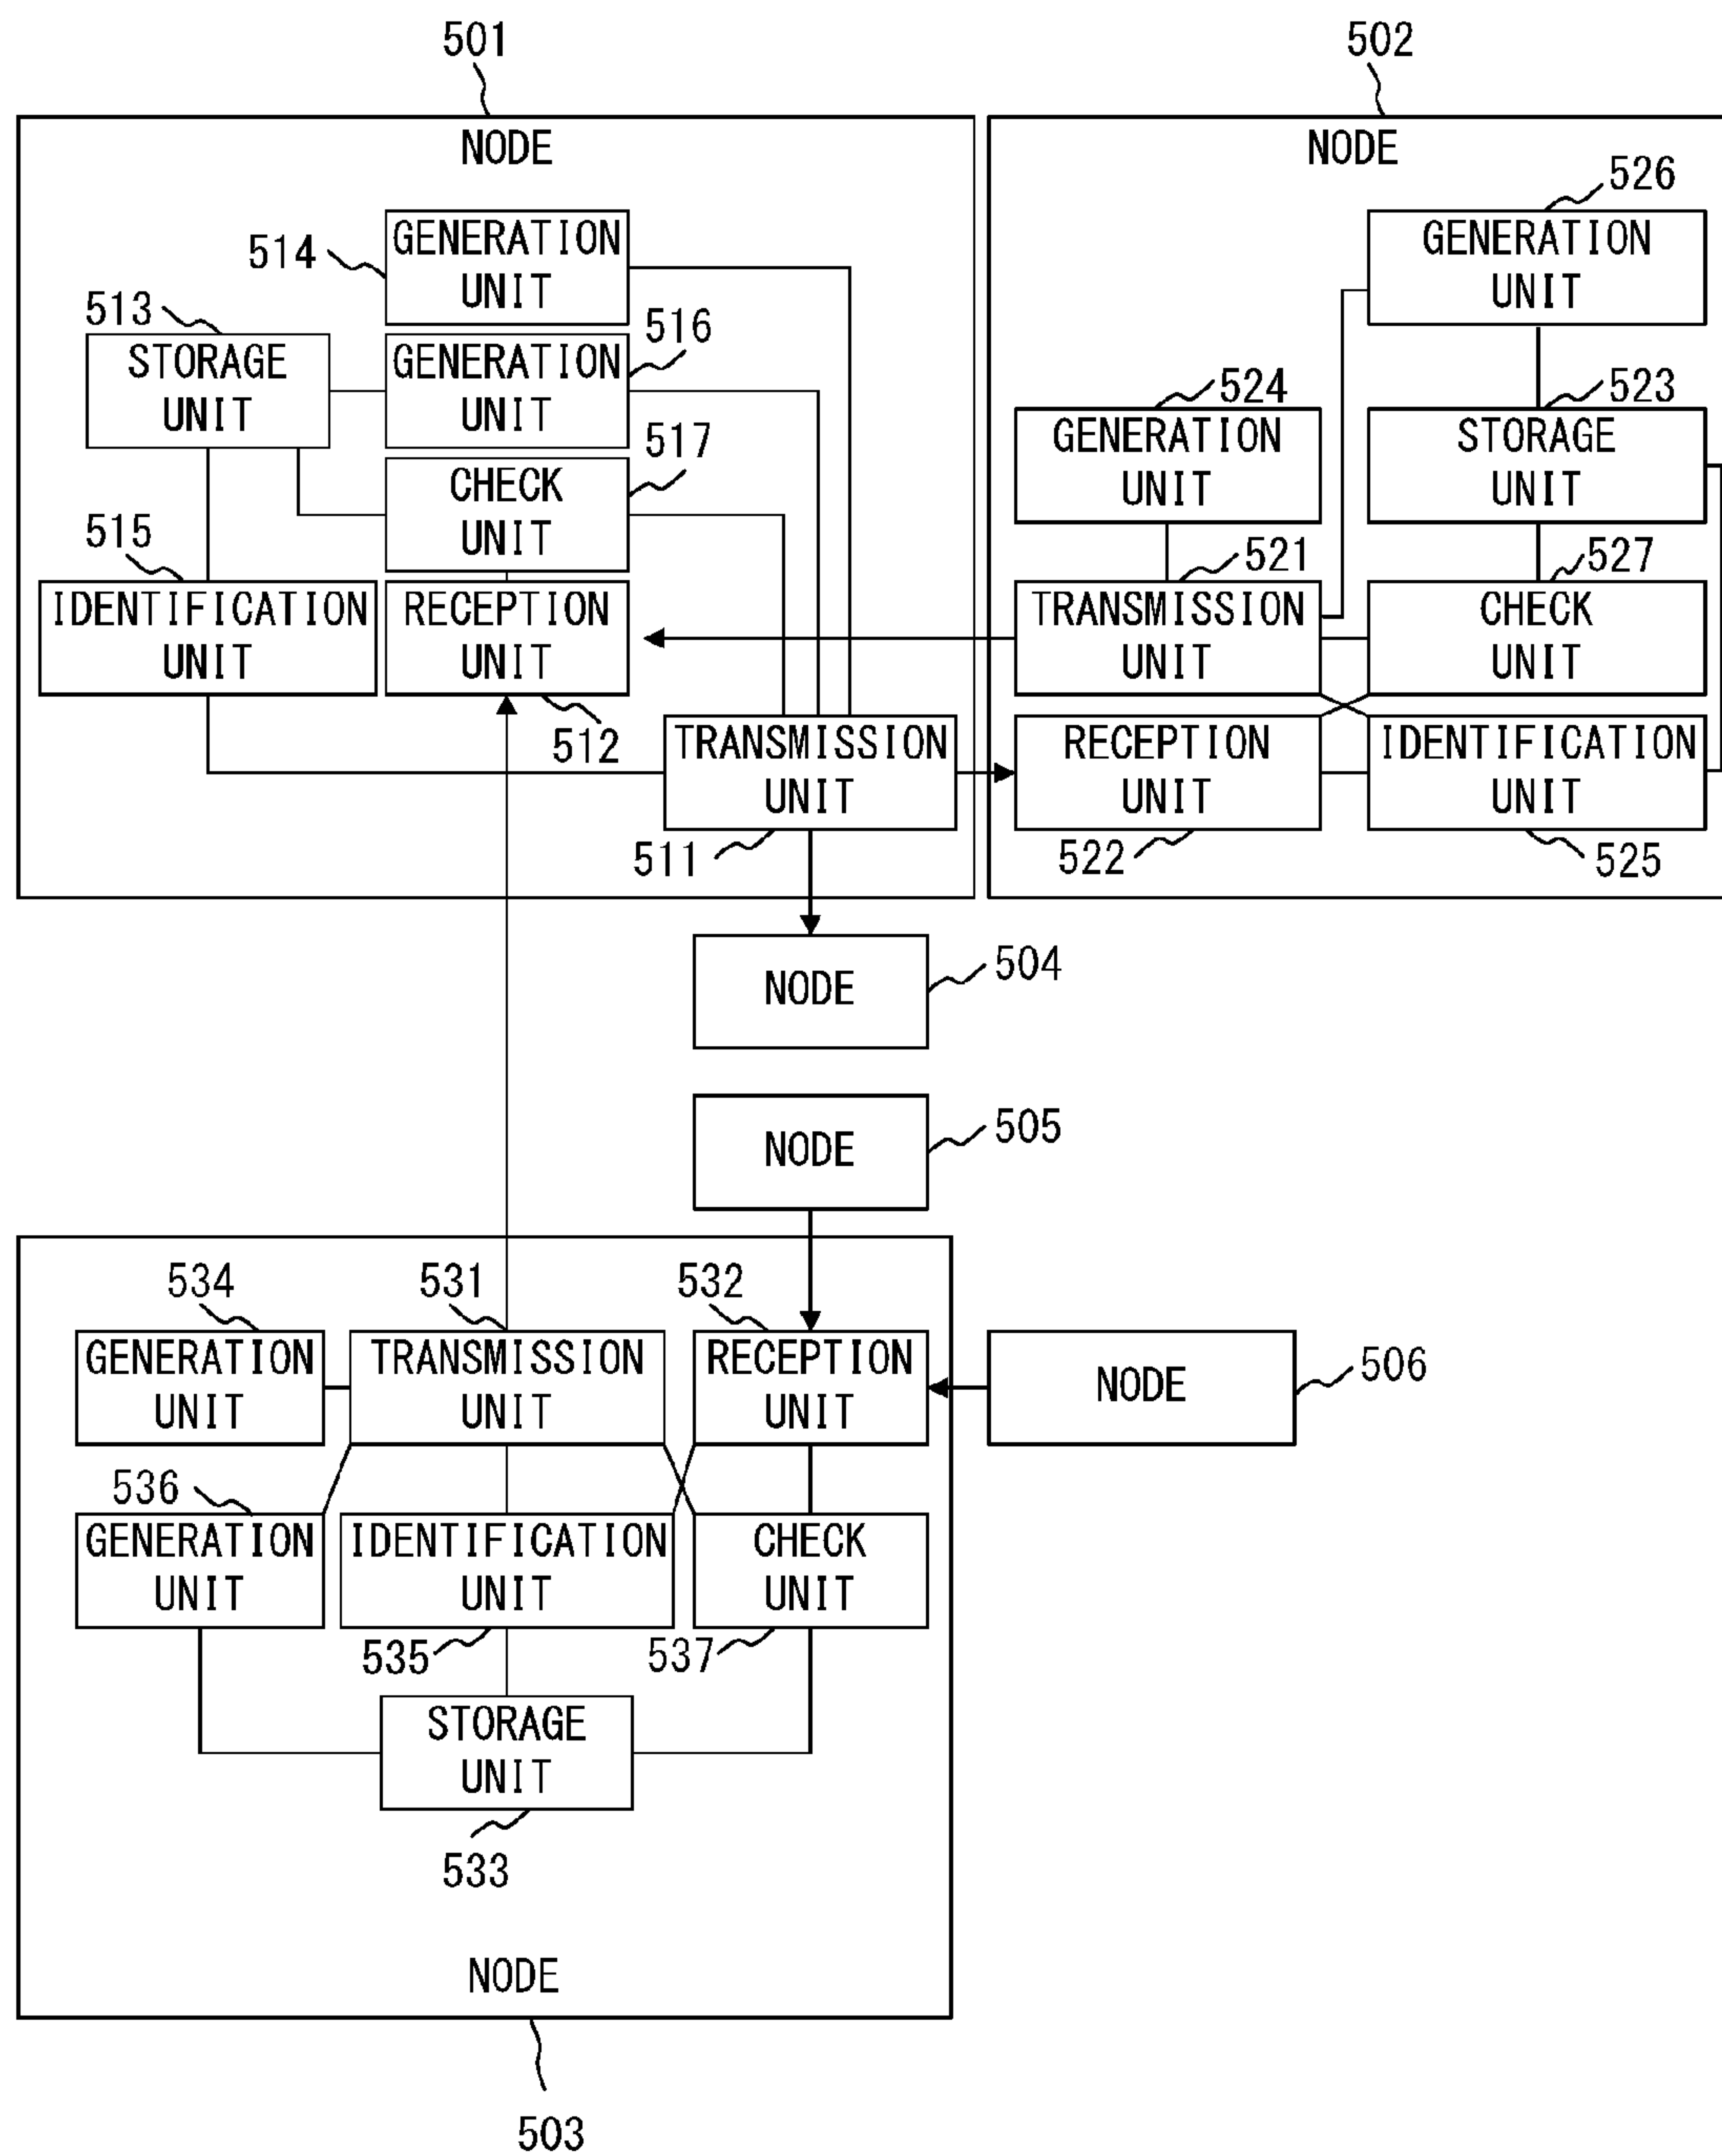 501
502
NODE
NODE
526
514
GENERATION
UNIT
GENERATION
UNIT
513
516
STORAGE
UNIT
GENERATION
UNIT
524
523
517
GENERATION
UNIT
STORAGE
UNIT
CHECK
UNIT
515
521
527
IDENTIFICATION
UNIT
RECEPTION
UNIT
TRANSMISSION
UNIT
CHECK
UNIT
512
TRANSMISSION
UNIT
RECEPTION
UNIT
IDENTIFICATION
UNIT
511
522
525
NODE
504
NODE
505
534
531
532
GENERATION
UNIT
TRANSMISSION
UNIT
RECEPTION
UNIT
NODE
506
536
GENERATION
UNIT
IDENTIFICATION
UNIT
CHECK
UNIT
535
537
STORAGE
UNIT
533
NODE
503